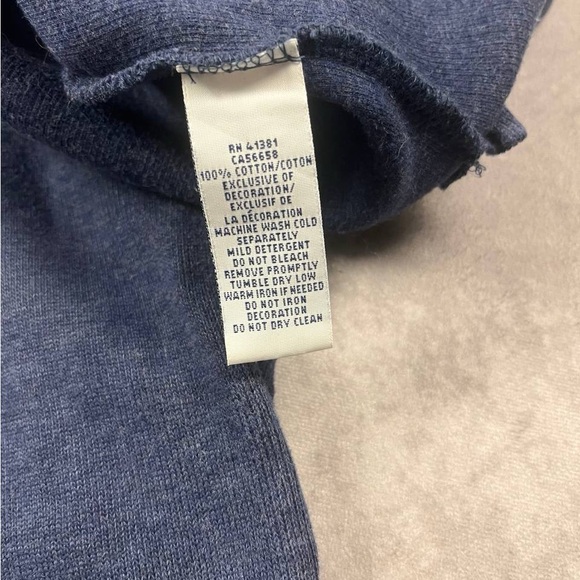 RN 41381
CA56658
100% COTTON/COTON
EXCLUSIVE OF
DECORATION/
EXCLUSIF DE
LA DÉCORATION
MACHINE WASH COLD
SEPARATELY
MILD DETERGENT
DO NOT BLEACH
REMOVE PROMPTLY
TUMBLE DRY LOW
WARM IRON IF NEEDED
DO NOT IRON
DECORATION
DO NOT DRY CLEAN